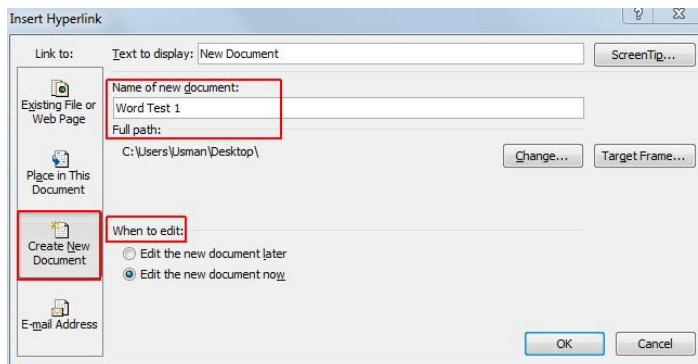 Insert Hyperlink
Link to:
Text to display: New Document
ScreenTip...
Existing File or
Web Page
Place in This
Document
Create New
Document
E-mail Address
Name of new document:
Word Test 1
Full path:
C:\Users\Usman\Desktop\
Change...
Target Frame...
When to edit:
Edit the new document later
Edit the new document now
OK
Cancel